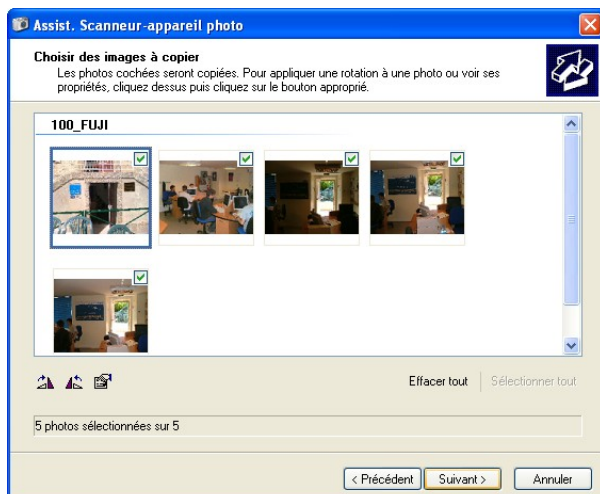 Assist. Scanneur-appareil photo
Choisir des images à copier
Les photos cochées seront copiées. Pour appliquer une rotation à une photo ou voir ses
propriétés, cliquez dessus puis cliquez sur le bouton approprié.
100_FUJI
Effacer tout
Sélectionner tout
5 photos sélectionnées sur 5
< Précédent
Suivant >
Annuler